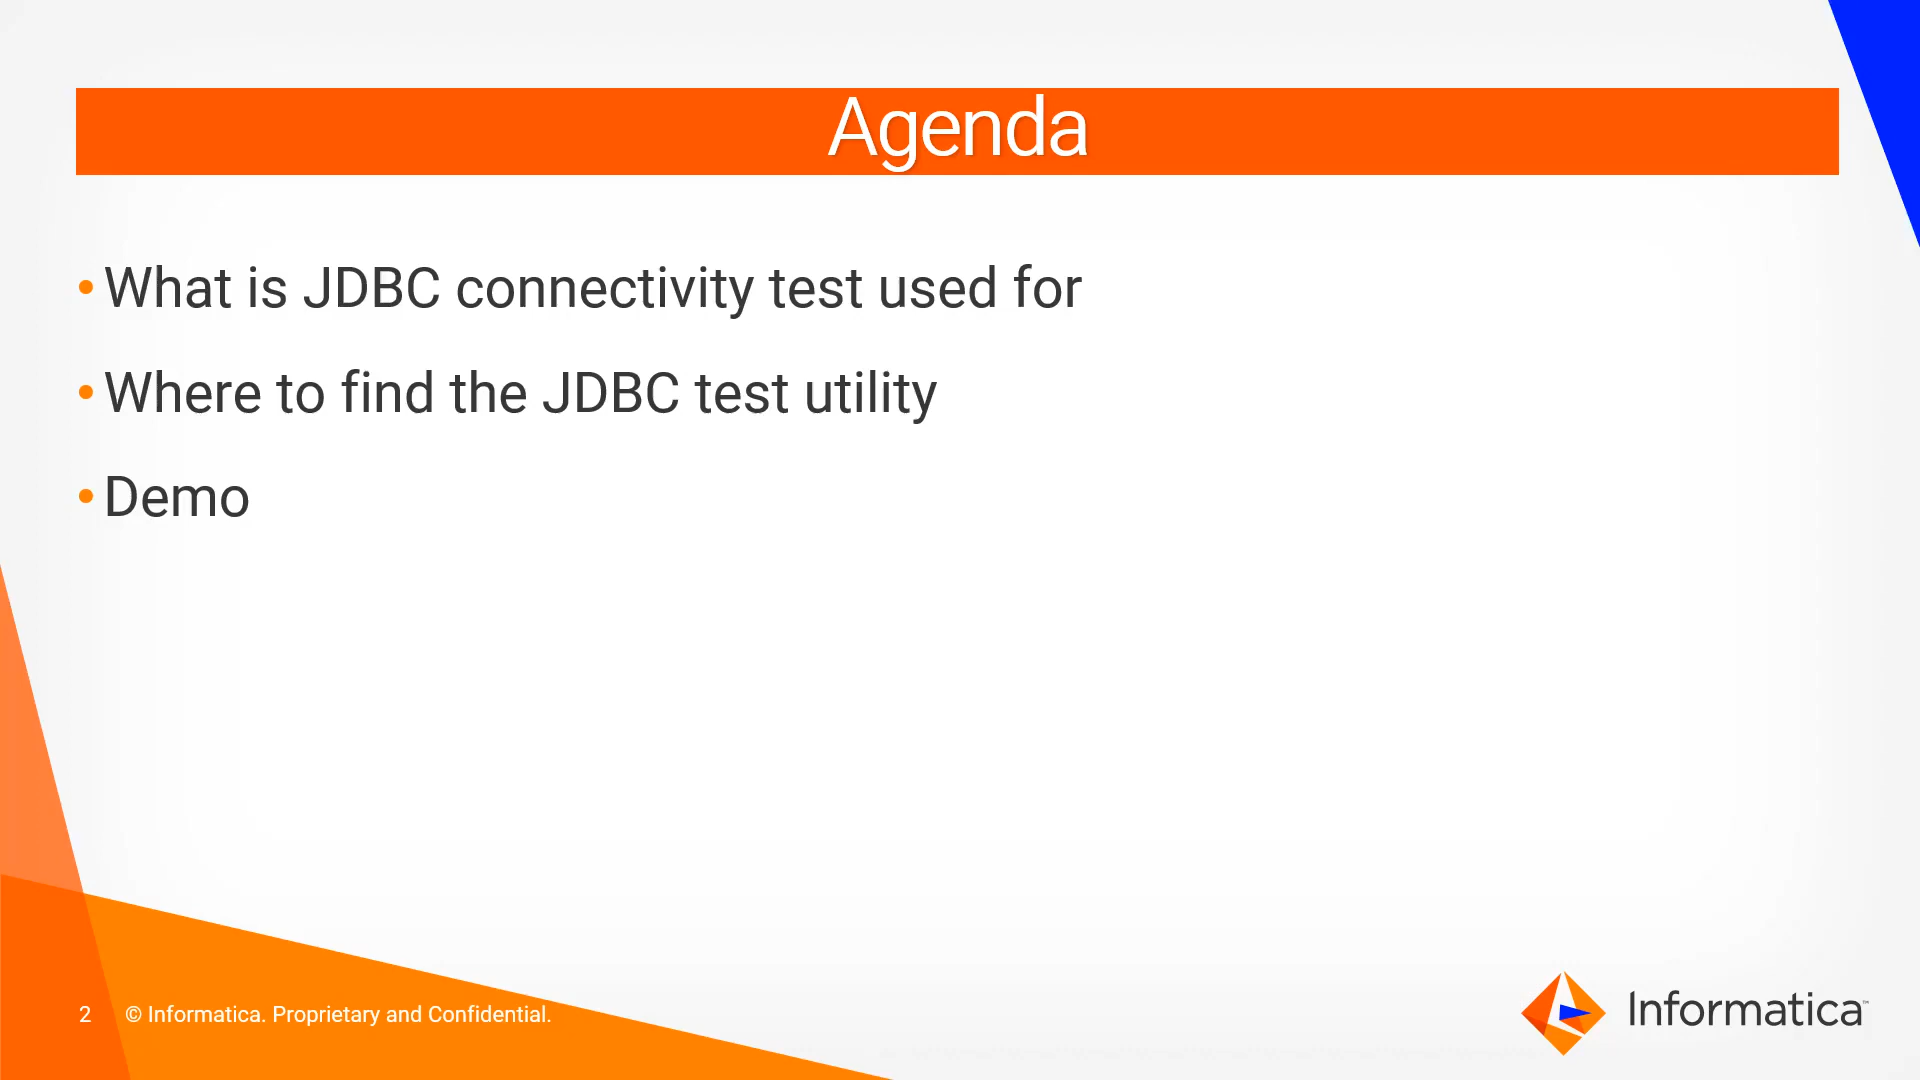 Agenda
• What is JDBC connectivity test used for
• Where to find the JDBC test utility
• Demo
2 © Informatica. Proprietary and Confidential.
Informatica™